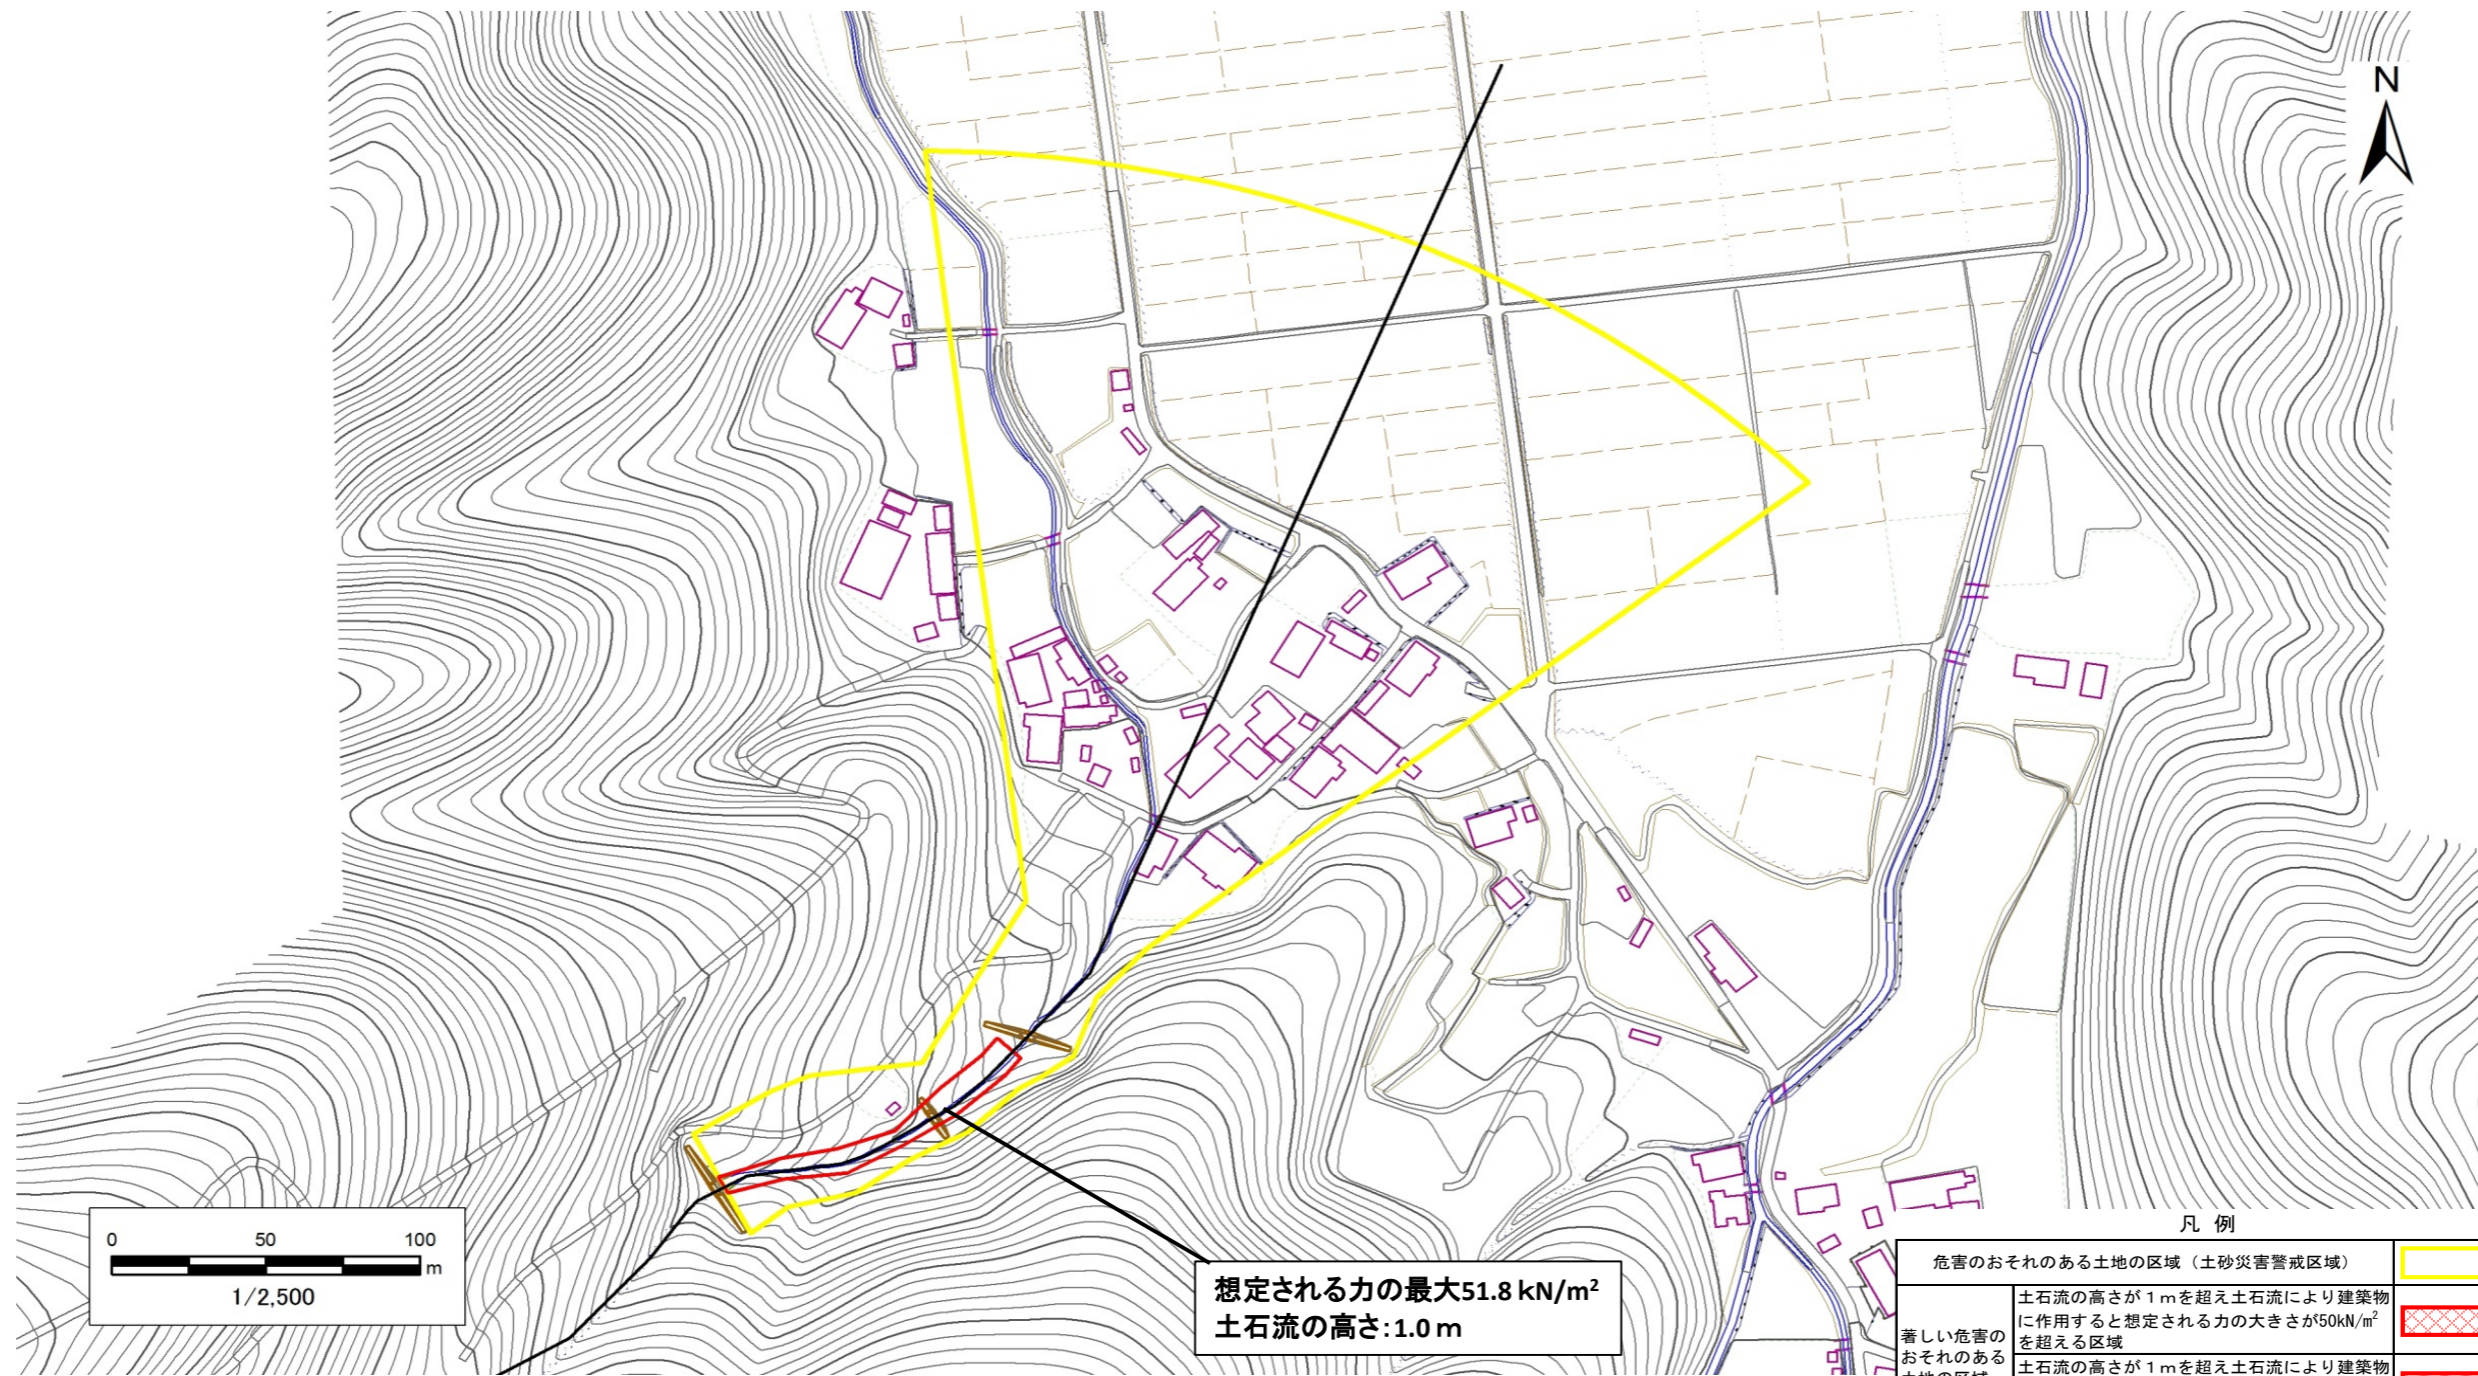 N
0 50 100
m
1/2,500
想定される力の最大51.8 kN/m²
土石流の高さ:1.0 m
凡 例
危害のおそれのある土地の区域（土砂災害警戒区域）
土石流の高さが１ｍを超え土石流により建築物
に作用すると想定される力の大きさが50kN/㎡
を超える区域
著しい危害の
おそれのある
土地の区域
土石流の高さが１ｍを超え土石流により建築物